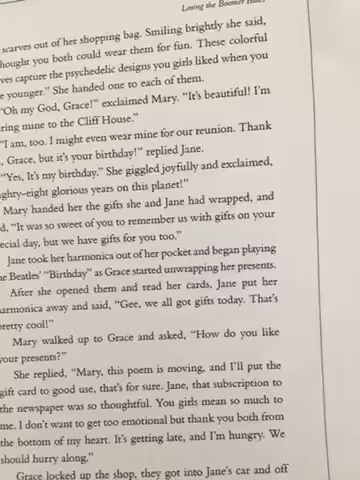 Losing the Boomer Blues
scarves out of her shopping bag. Smiling brightly she said,
hought you both could wear them for fun. These colorful
ves capture the psychedelic designs you girls liked when you
e younger.” She handed one to each of them.
“Oh my God, Grace!” exclaimed Mary. “It’s beautiful! I’m
ring mine to the Cliff House.”
“I am, too. I might even wear mine for our reunion. Thank
, Grace, but it’s your birthday!” replied Jane.
“Yes, It’s my birthday.” She giggled joyfully and exclaimed,
ghty-eight glorious years on this planet!”
Mary handed her the gifts she and Jane had wrapped, and
d, “It was so sweet of you to remember us with gifts on your
ecial day, but we have gifts for you too.”
Jane took her harmonica out of her pocket and began playing
he Beatles’ “Birthday” as Grace started unwrapping her presents.
After she opened them and read her cards, Jane put her
armonica away and said, “Gee, we all got gifts today. That’s
retty cool!”
Mary walked up to Grace and asked, “How do you like
your presents?”
She replied, “Mary, this poem is moving, and I’ll put the
gift card to good use, that’s for sure. Jane, that subscription to
the newspaper was so thoughtful. You girls mean so much to
me. I don’t want to get too emotional but thank you both from
the bottom of my heart. It’s getting late, and I’m hungry. We
should hurry along.”
Grace locked up the shop, they got into Jane’s car and off